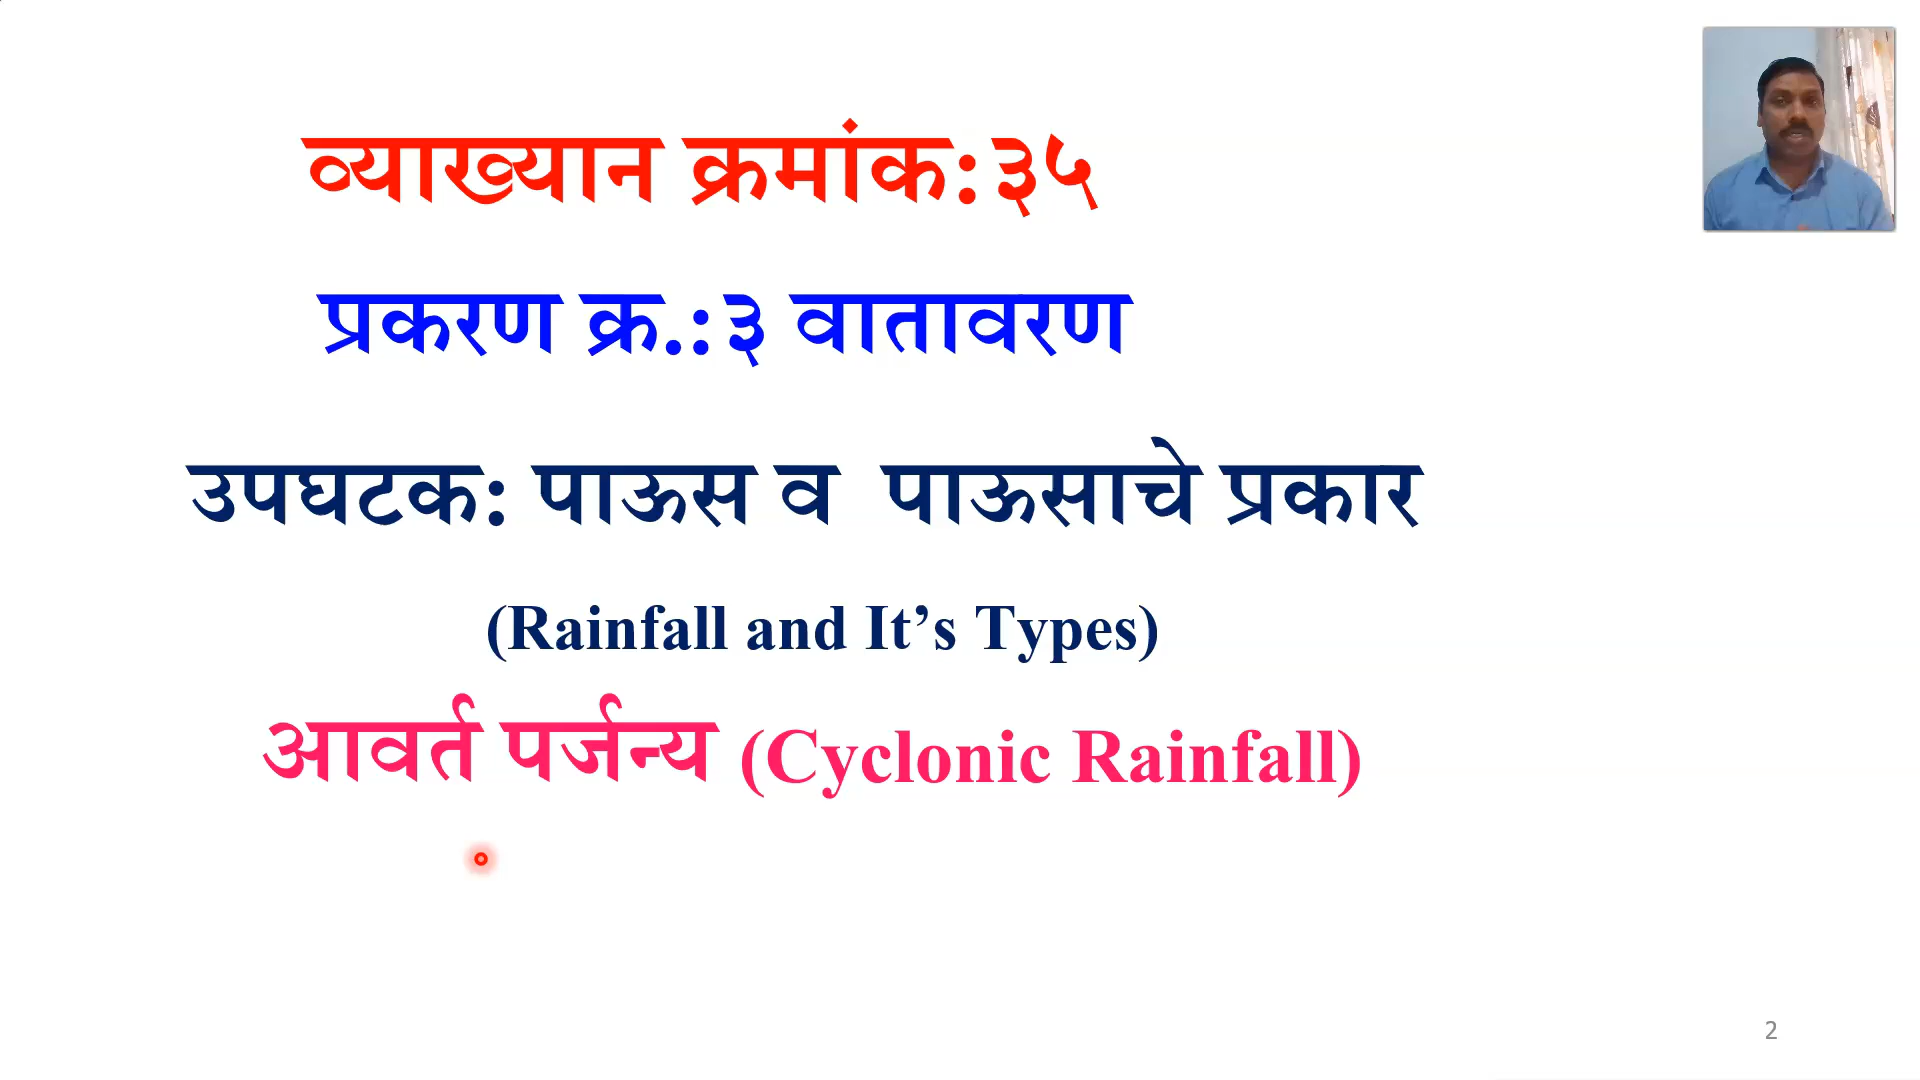 व्याख्यान क्रमांक:३५
प्रकरण क्र.:३ वातावरण
उपघटक: पाऊस व पाऊसाचे प्रकार
(Rainfall and It’s Types)
आवर्त पर्जन्य (Cyclonic Rainfall)
2